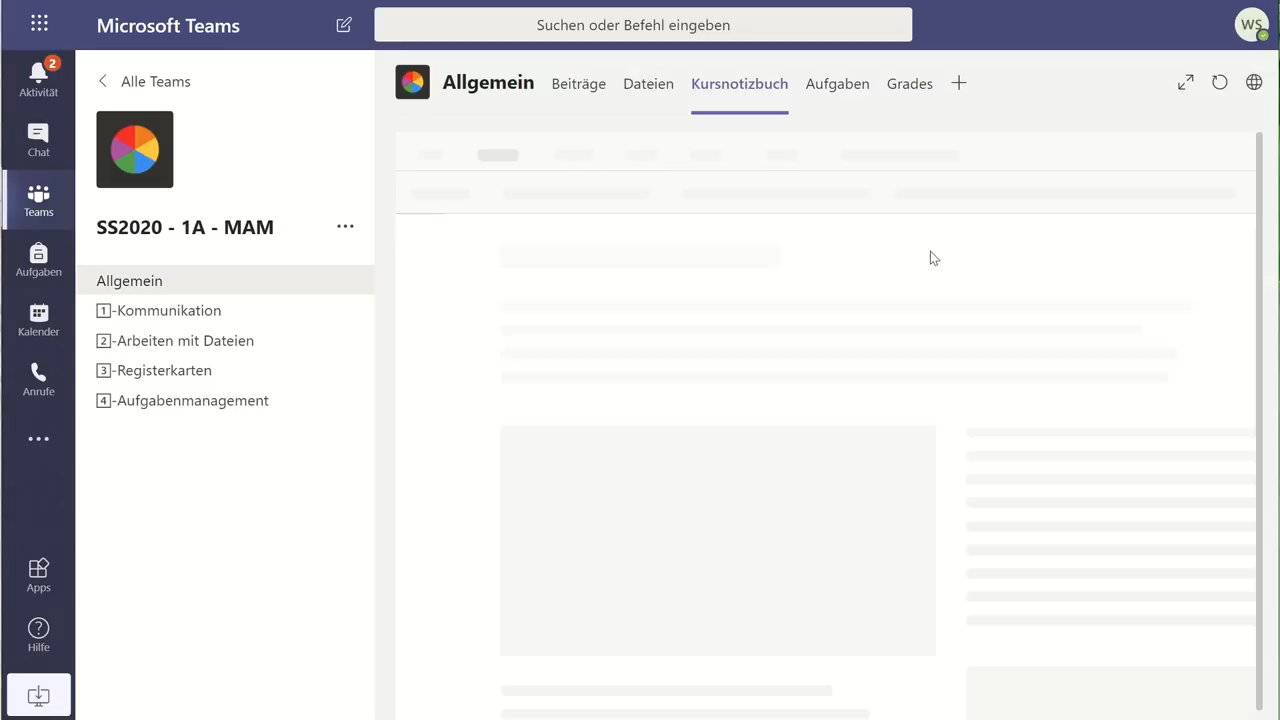 Microsoft Teams
Suchen oder Befehl eingeben
WS
2
Aktivität
Chat
Teams
Aufgaben
Kalender
Anrufe
Apps
Hilfe
Alle Teams
SS2020 - 1A - MAM
Allgemein
1-Kommunikation
2-Arbeiten mit Dateien
3-Registerkarten
4-Aufgabenmanagement
Allgemein Beiträge Dateien Kursnotizbuch Aufgaben Grades